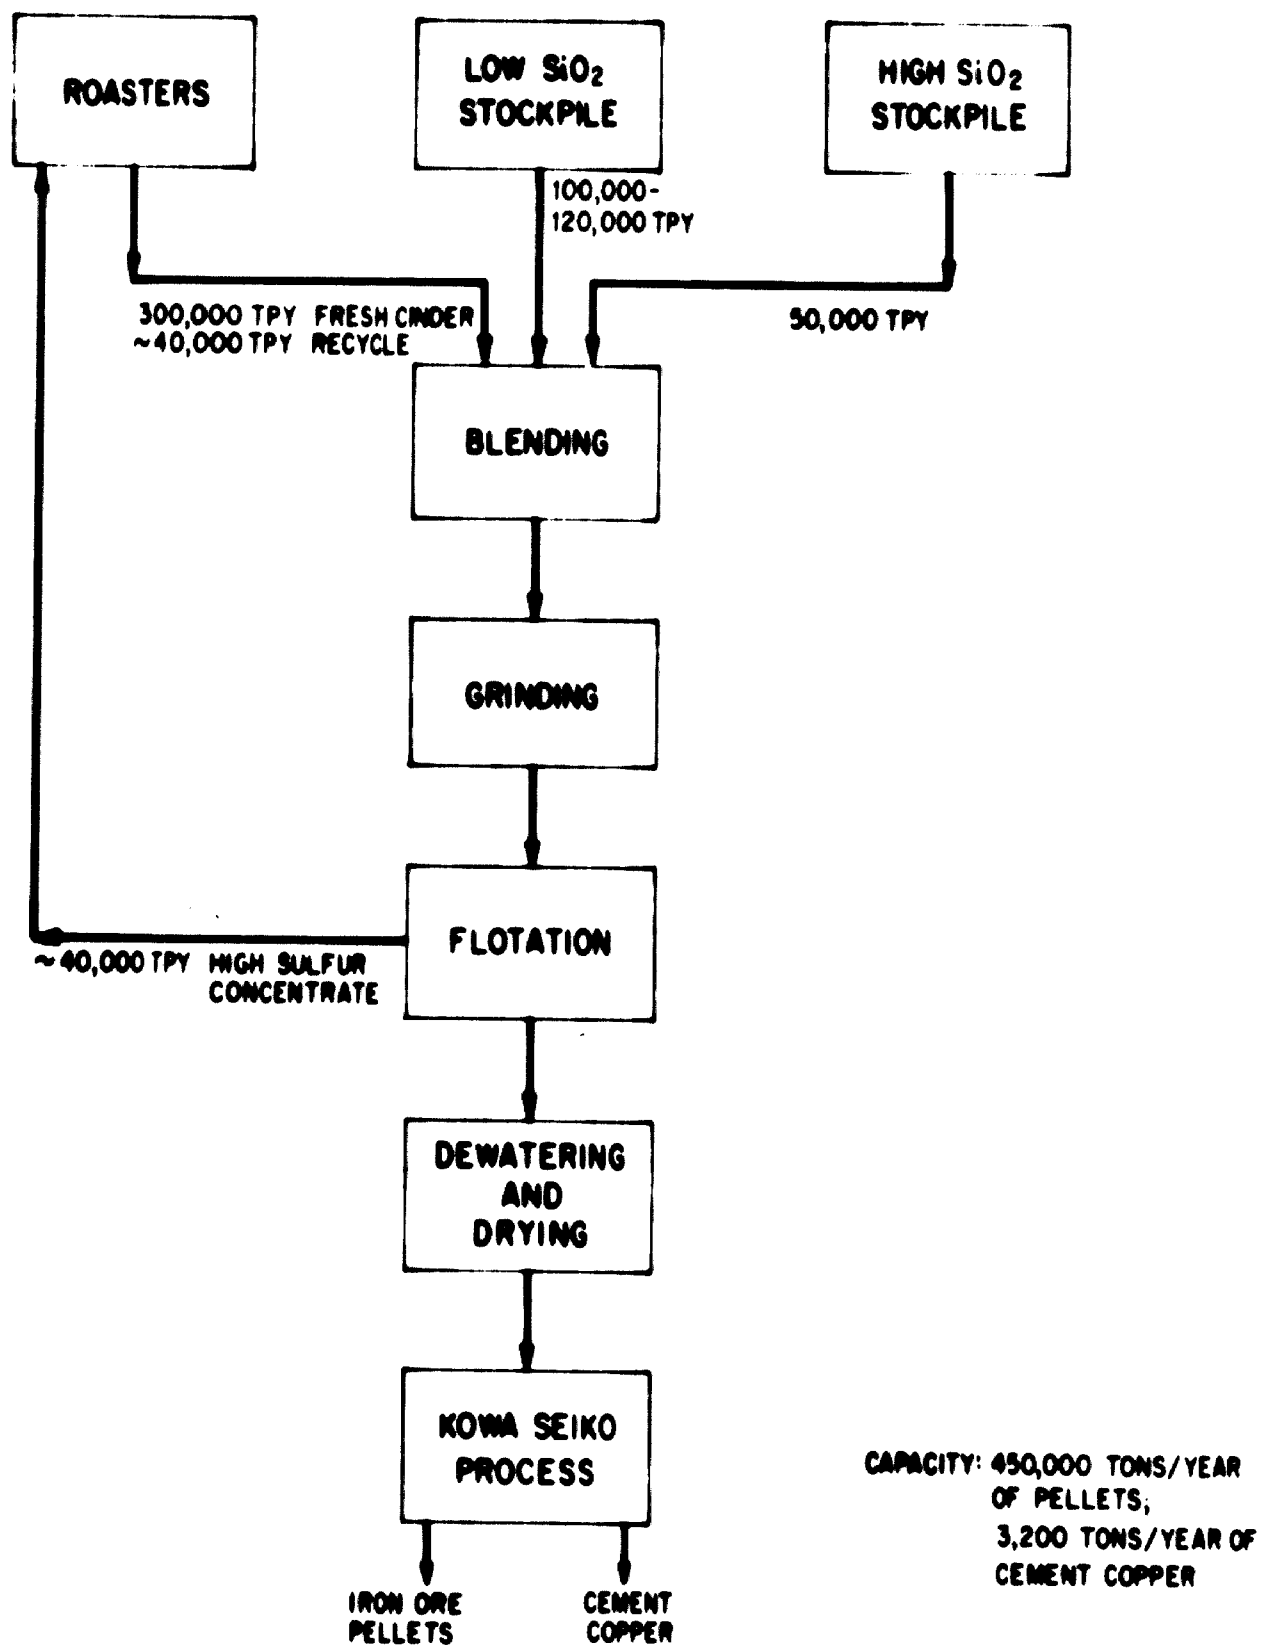 ROASTERS
LOW SiO2
STOCKPILE
HIGH SiO2
STOCKPILE
100,000-
120,000 TPY
300,000 TPY FRESH CINDER
~40,000 TPY RECYCLE
50,000 TPY
BLENDING
GRINDING
FLOTATION
~40,000 TPY HIGH SULFUR
CONCENTRATE
DEWATERING
AND
DRYING
KOWA SEIKO
PROCESS
CAPACITY: 450,000 TONS/YEAR
OF PELLETS;
3,200 TONS/YEAR OF
CEMENT COPPER
IRON ORE
PELLETS
CEMENT
COPPER